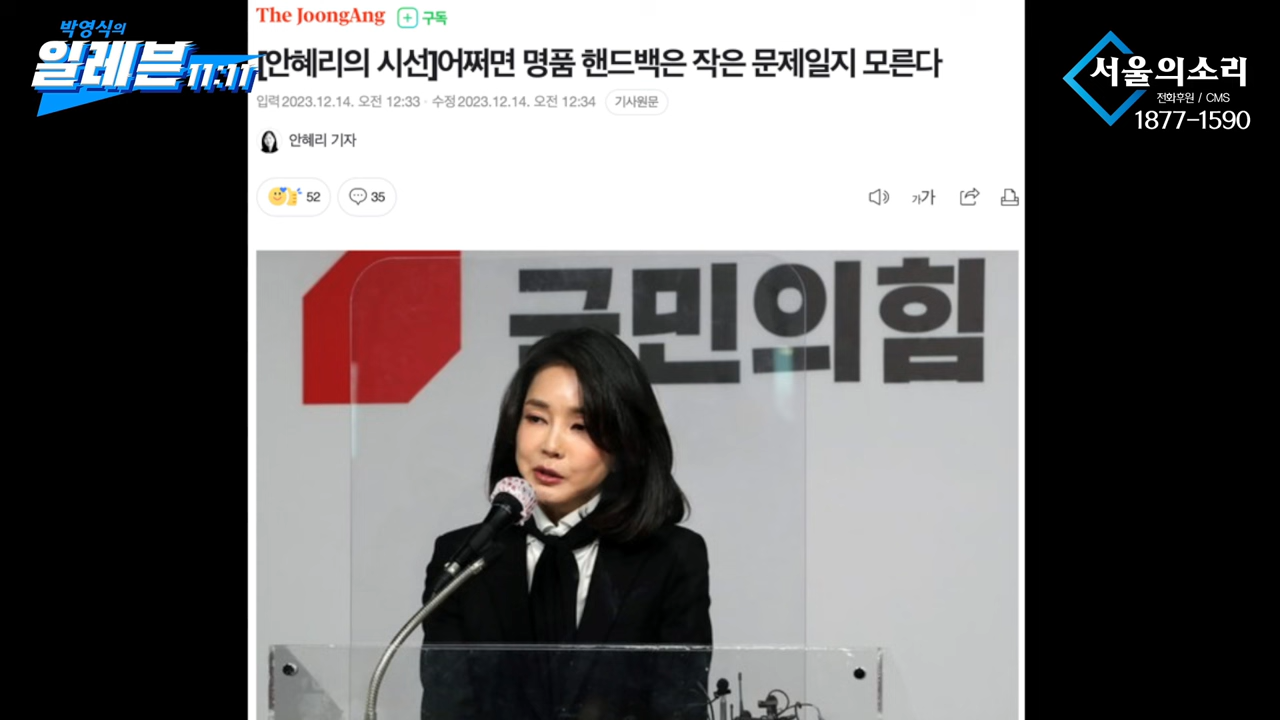 박영식의
일레븐 11:11
The JoongAng + 구독
[안혜리의 시선]어쩌면 명품 핸드백은 작은 문제일지 모른다
입력 2023.12.14. 오전 12:33 · 수정 2023.12.14. 오전 12:34 기사원문
안혜리 기자
52 35
가가
서울의소리
전화후원 / CMS
1877-1590
국민의힘